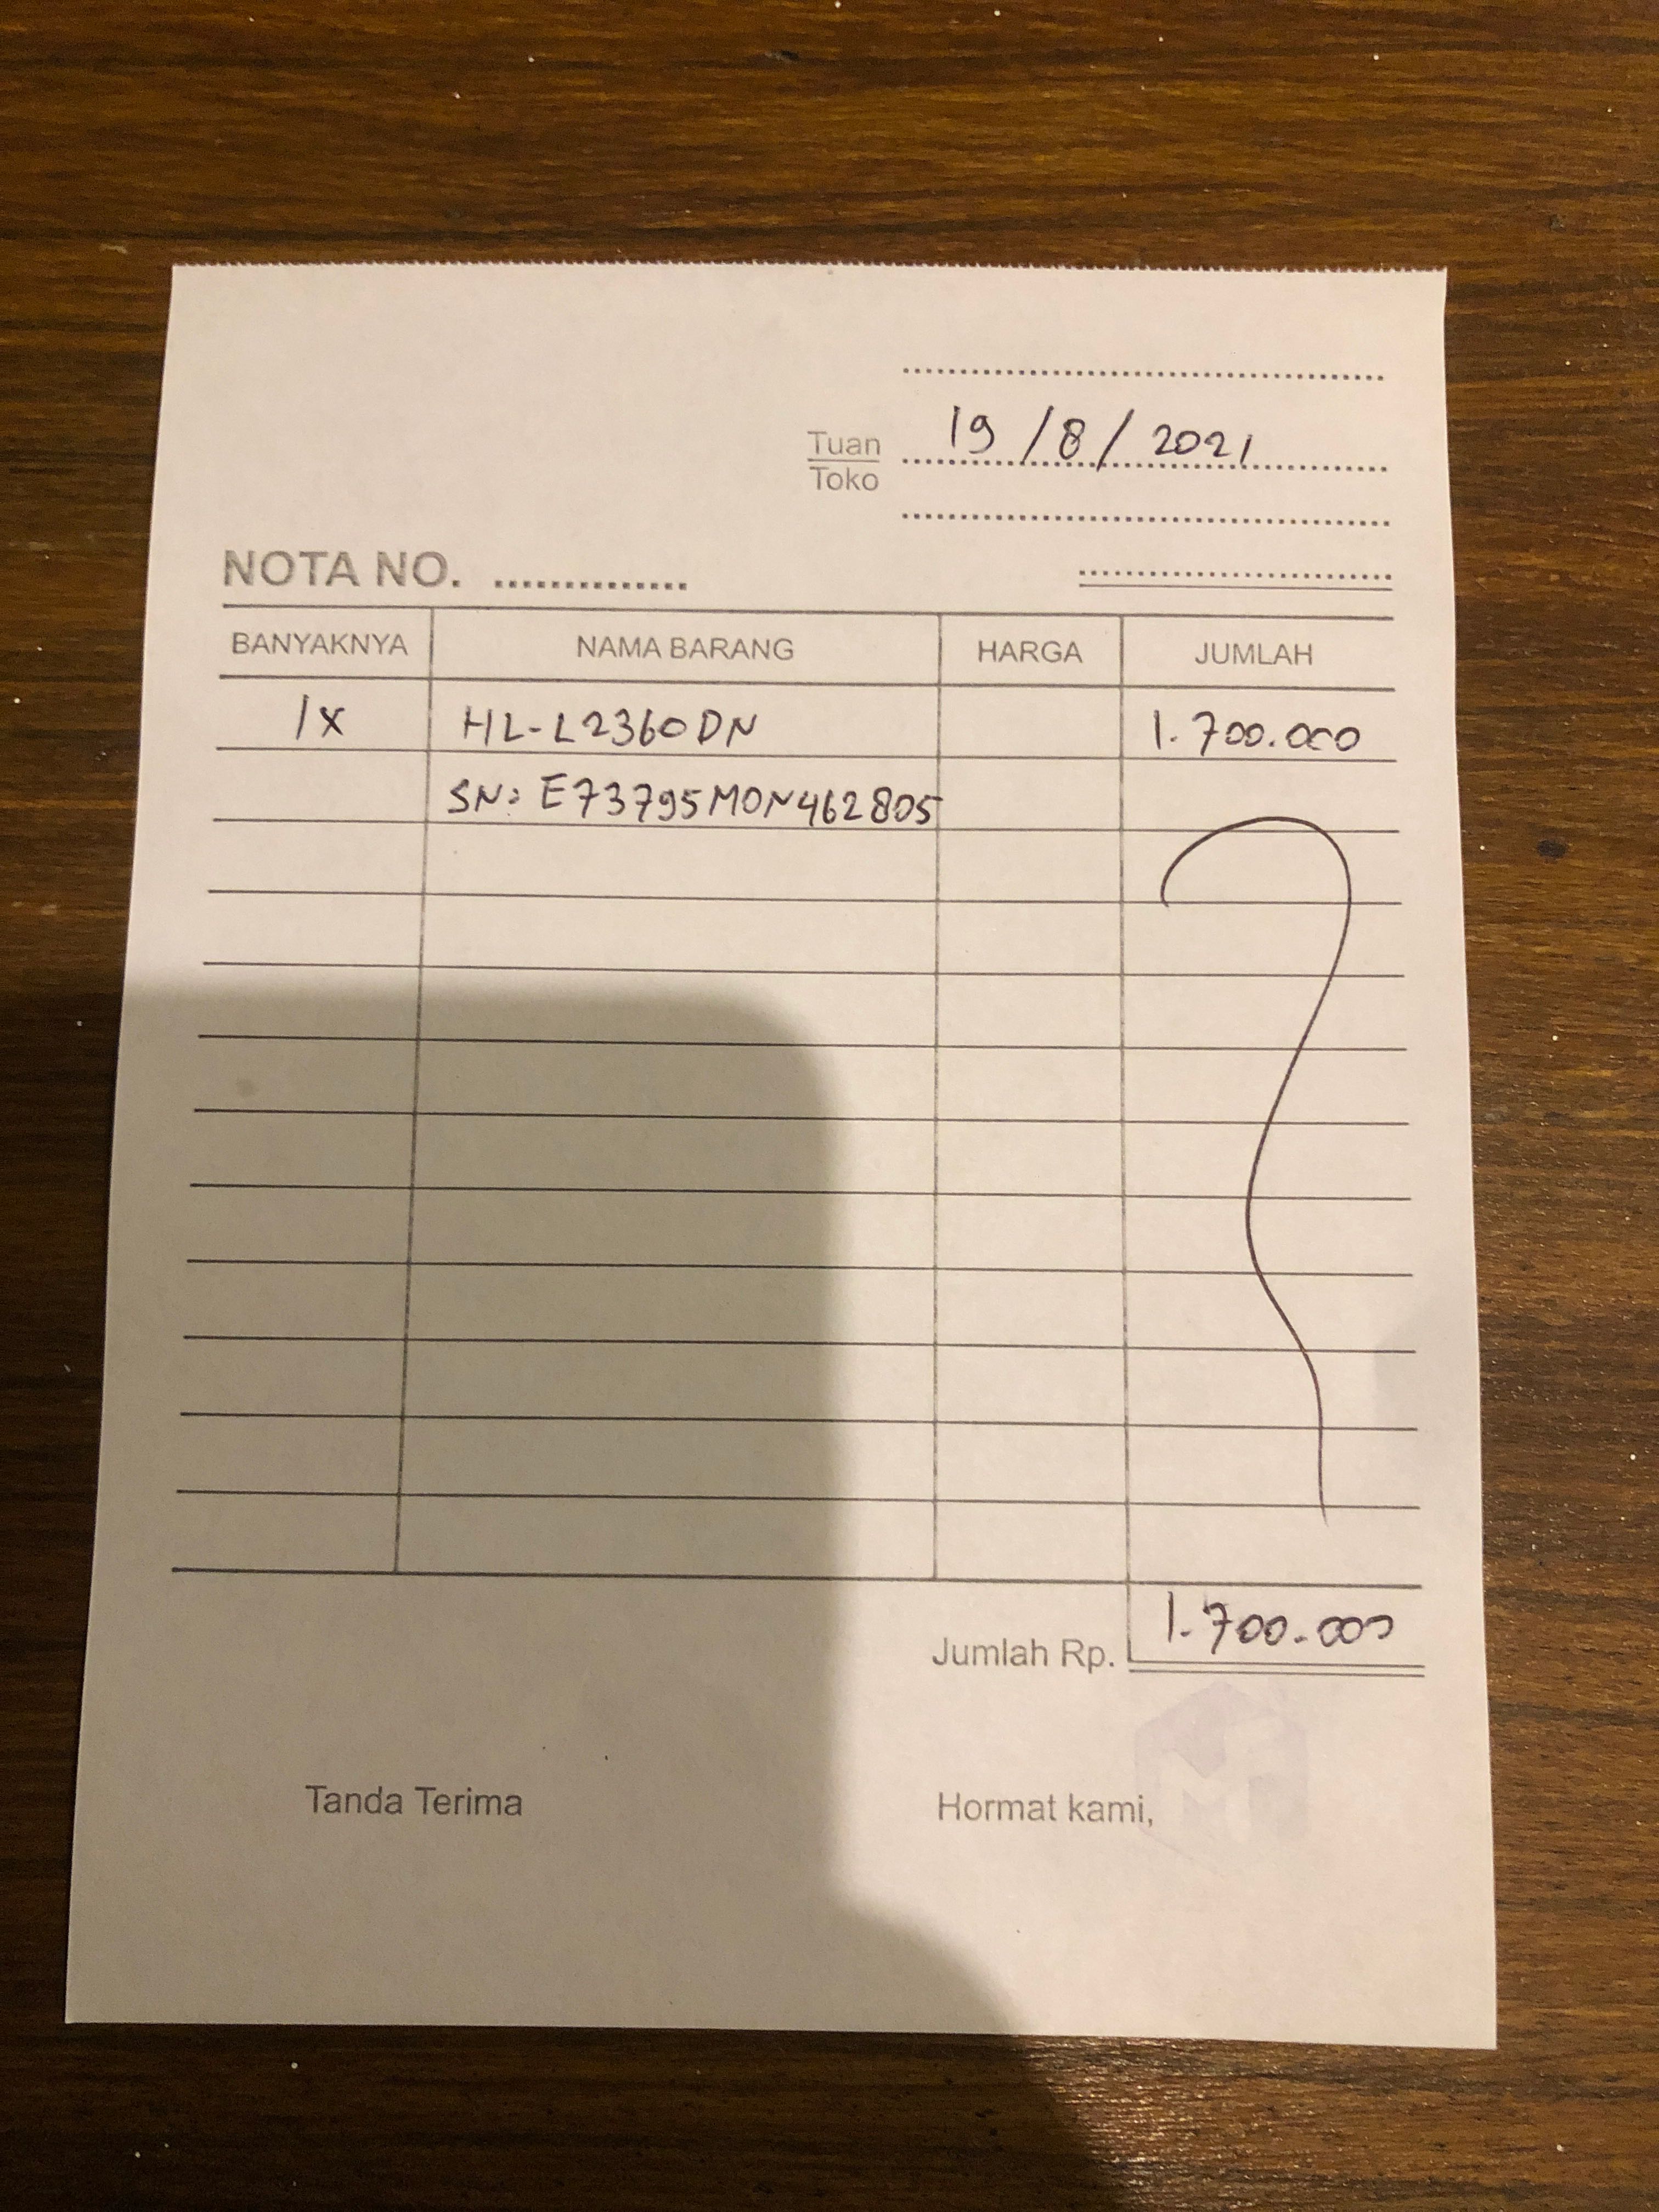 19/8/2021
Tuan
Toko
NOTA NO. ..............
BANYAKNYA NAMA BARANG HARGA JUMLAH
1x HL-L2360DN 1.700.000
SN: E73795M0N462805
Jumlah Rp. 1.700.000
Tanda Terima Hormat kami,